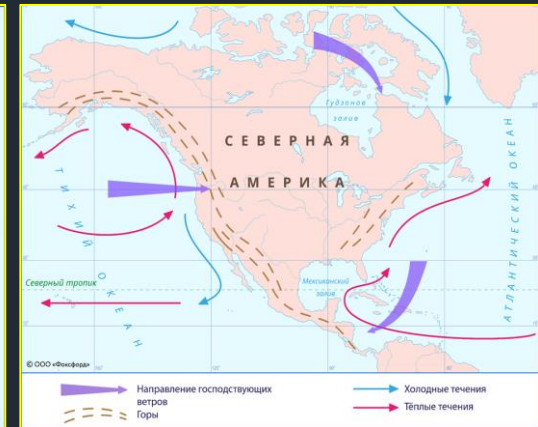 Гудзонов
залив
СЕВЕРНАЯ
АМЕРИКА
ТИХИЙ ОКЕАН
АТЛАНТИЧЕСКИЙ ОКЕАН
Северный тропик
Мексиканский
залив
© ООО «Фоксфорд»
Направление господствующих
ветров
Горы
Холодные течения
Тёплые течения